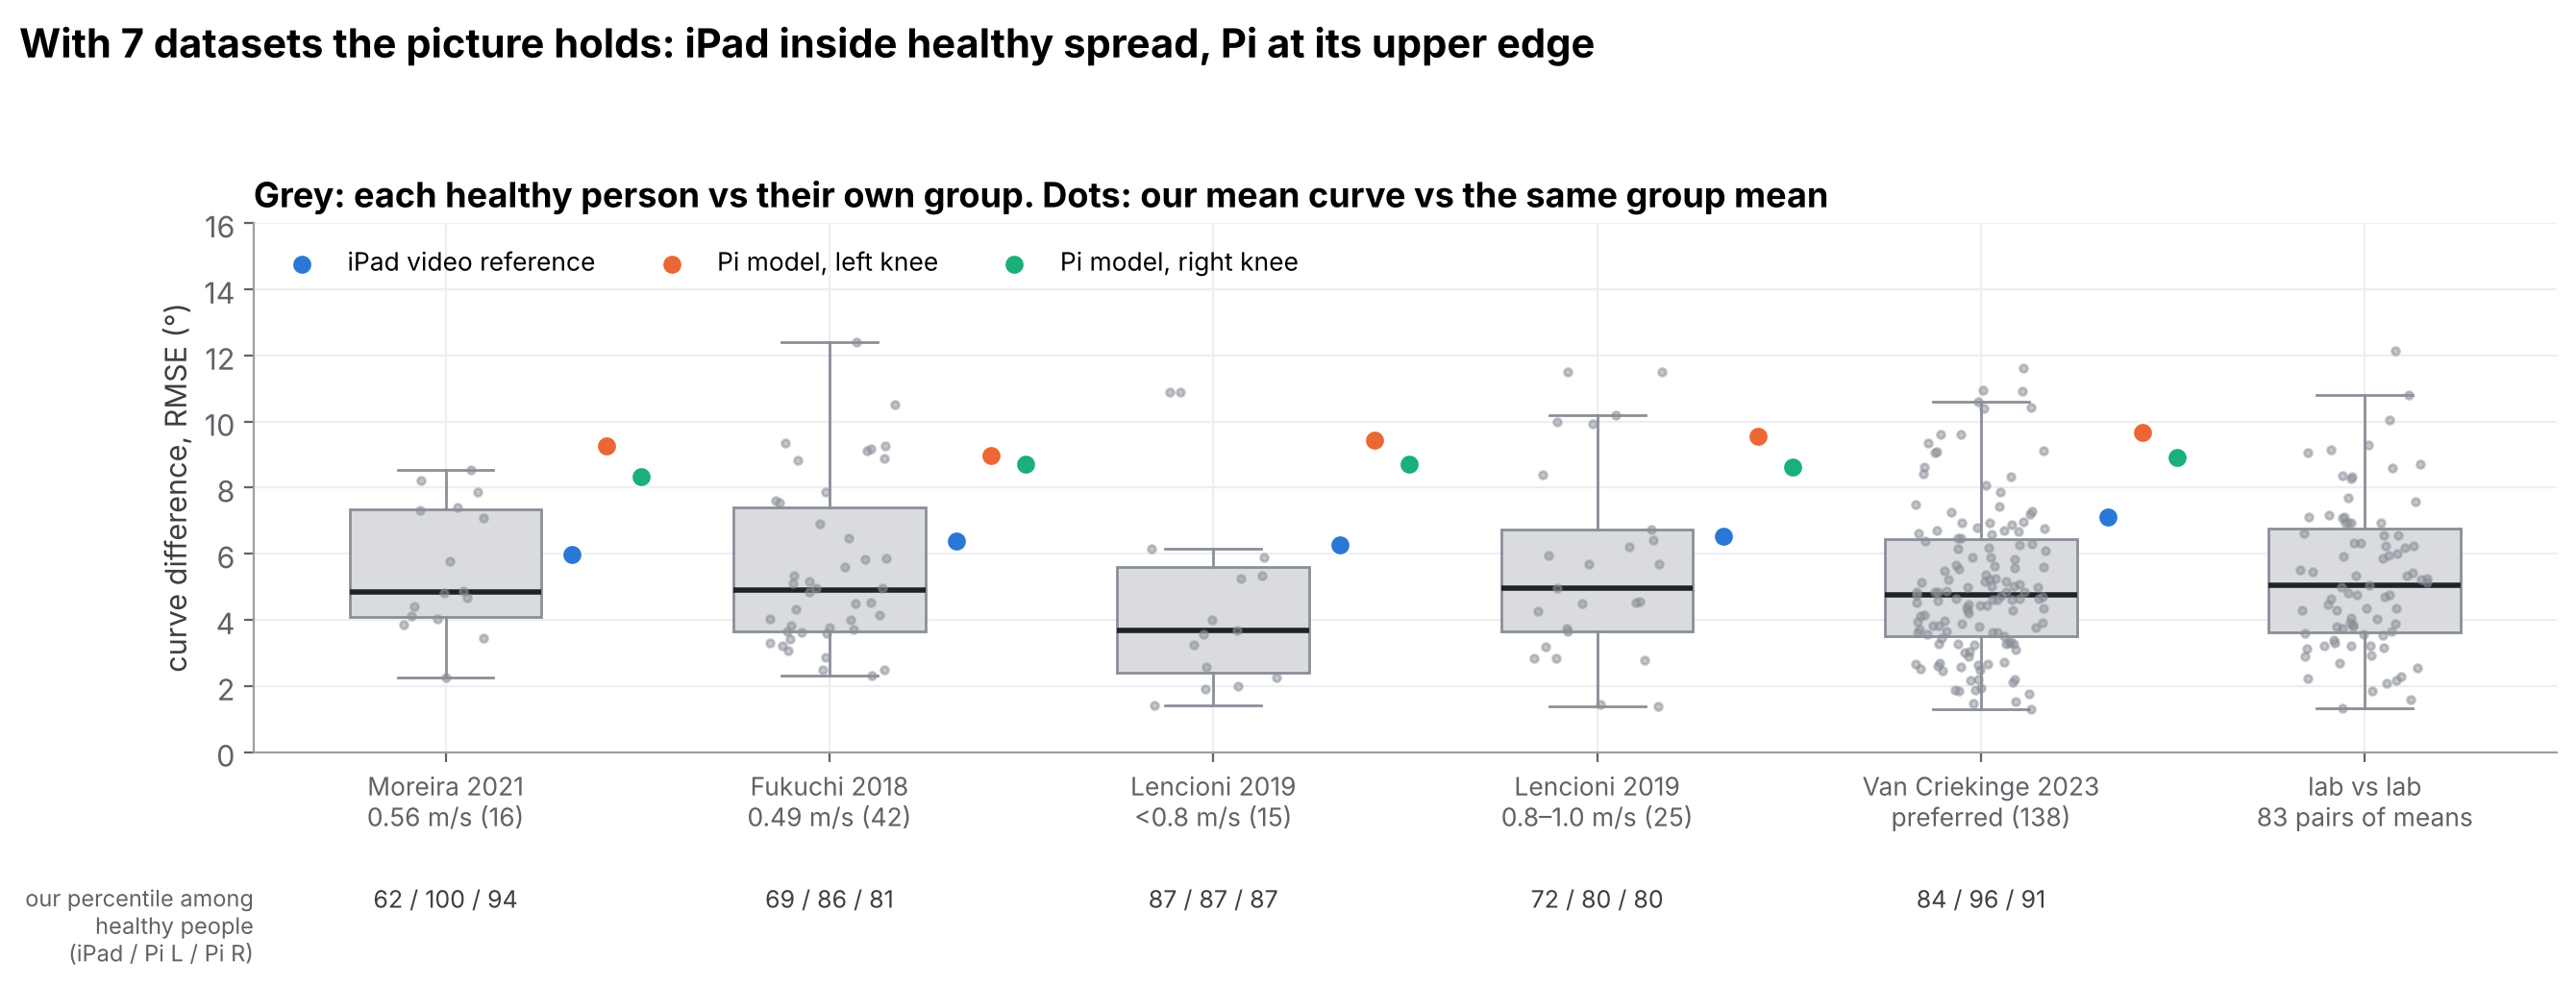 With 7 datasets the picture holds: iPad inside healthy spread, Pi at its upper edge
Grey: each healthy person vs their own group. Dots: our mean curve vs the same group mean
iPad video reference
Pi model, left knee
Pi model, right knee
curve difference, RMSE (°)
16
14
12
10
8
6
4
2
0
Moreira 2021
0.56 m/s (16)
Fukuchi 2018
0.49 m/s (42)
Lencioni 2019
<0.8 m/s (15)
Lencioni 2019
0.8–1.0 m/s (25)
Van Criekinge 2023
preferred (138)
lab vs lab
83 pairs of means
our percentile among
healthy people
(iPad / Pi L / Pi R)
62 / 100 / 94
69 / 86 / 81
87 / 87 / 87
72 / 80 / 80
84 / 96 / 91